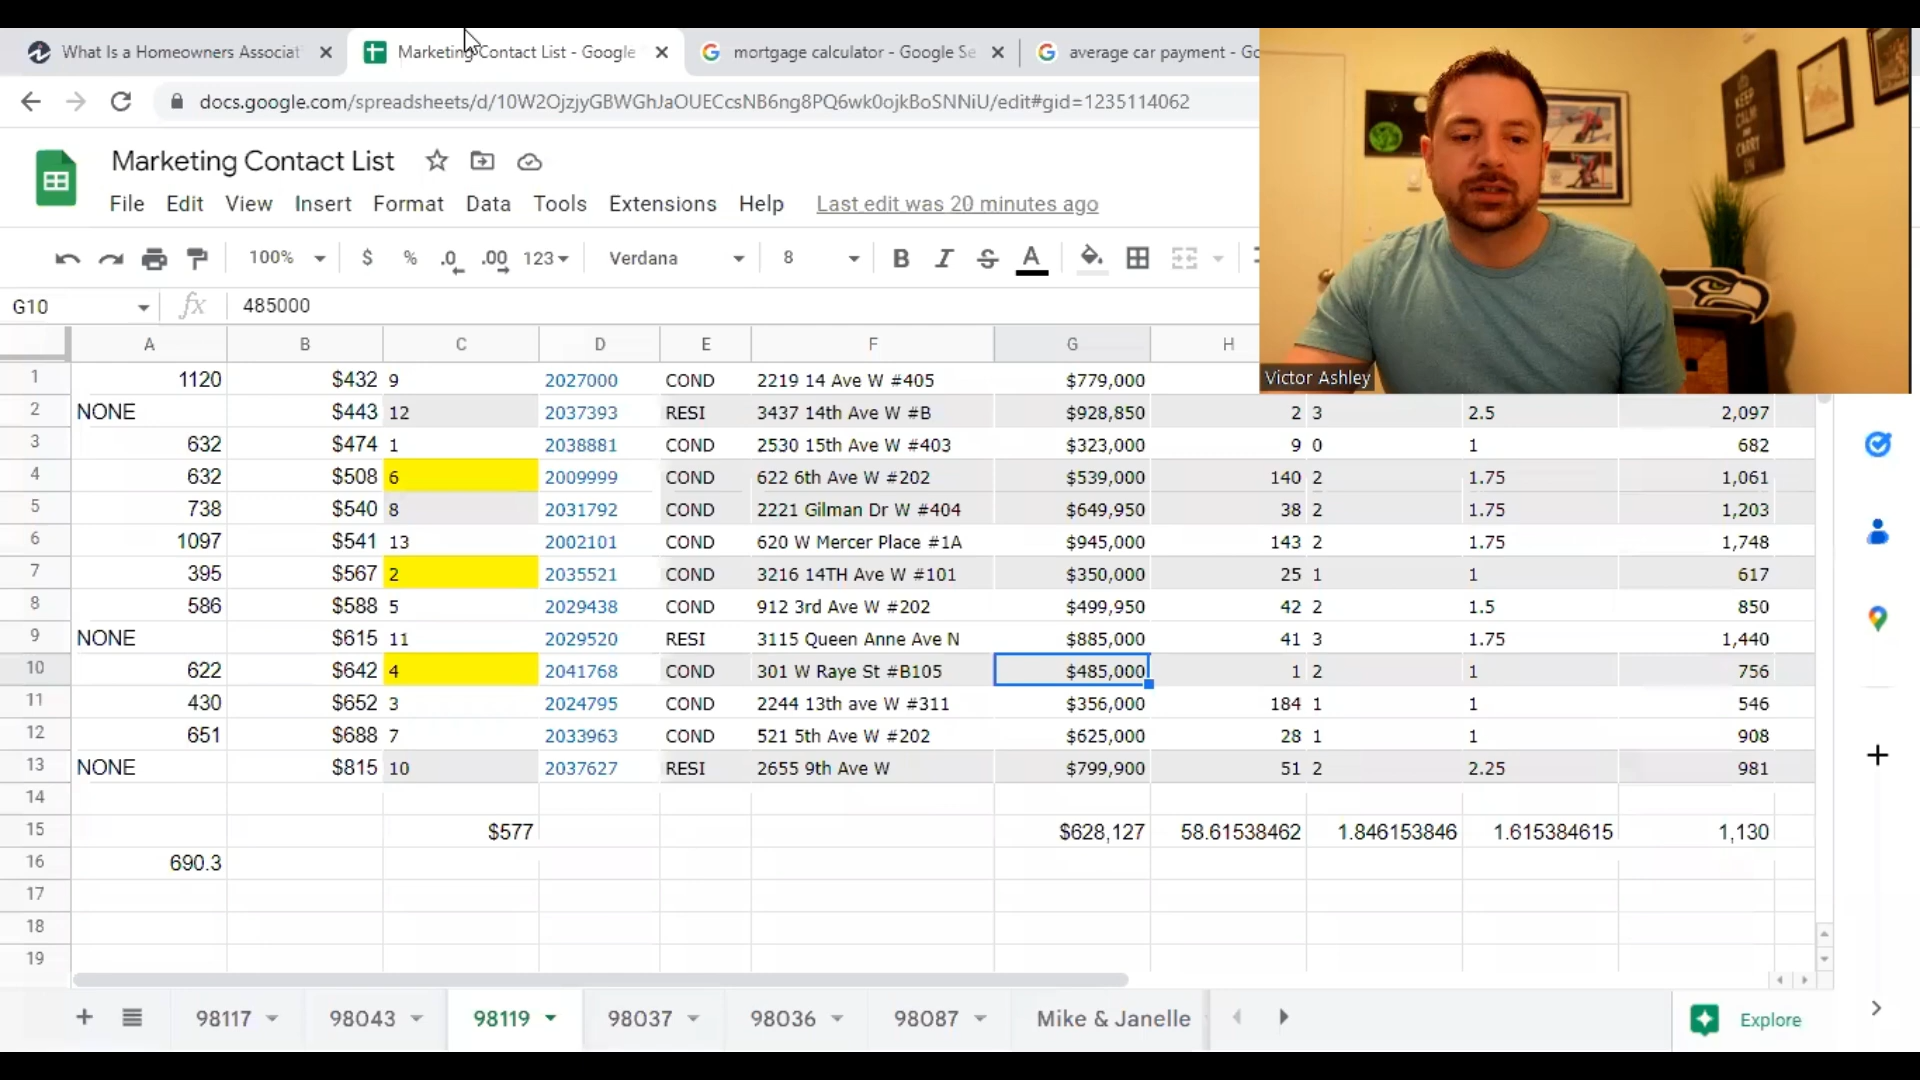 What Is a Homeowners Associat
Marketing Contact List - Google
mortgage calculator - Google Se
average car payment - Go
docs.google.com/spreadsheets/d/10W2OjzjyGBWGhJaOUECcsNB6ng8PQ6wk0ojkBoSNNiU/edit#gid=1235114062
Marketing Contact List
File Edit View Insert Format Data Tools Extensions Help Last edit was 20 minutes ago
100% $ % .0 .00 123 Verdana 8 B I S A
G10 fx 485000
A B C D E F G H
1 1120 $432 9 2027000 COND 2219 14 Ave W #405 $779,000
2 NONE $443 12 2037393 RESI 3437 14th Ave W #B $928,850 2 3 2.5 2,097
3 632 $474 1 2038881 COND 2530 15th Ave W #403 $323,000 9 0 1 682
4 632 $508 6 2009999 COND 622 6th Ave W #202 $539,000 140 2 1.75 1,061
5 738 $540 8 2031792 COND 2221 Gilman Dr W #404 $649,950 38 2 1.75 1,203
6 1097 $541 13 2002101 COND 620 W Mercer Place #1A $945,000 143 2 1.75 1,748
7 395 $567 2 2035521 COND 3216 14TH Ave W #101 $350,000 25 1 1 617
8 586 $588 5 2029438 COND 912 3rd Ave W #202 $499,950 42 2 1.5 850
9 NONE $615 11 2029520 RESI 3115 Queen Anne Ave N $885,000 41 3 1.75 1,440
10 622 $642 4 2041768 COND 301 W Raye St #B105 $485,000 1 2 1 756
11 430 $652 3 2024795 COND 2244 13th ave W #311 $356,000 184 1 1 546
12 651 $688 7 2033963 COND 521 5th Ave W #202 $625,000 28 1 1 908
13 NONE $815 10 2037627 RESI 2655 9th Ave W $799,900 51 2 2.25 981
14
15 $577 $628,127 58.61538462 1.846153846 1.615384615 1,130
16 690.3
17
18
19
98117 98043 98119 98037 98036 98087 Mike & Janelle Explore
KEEP
CALM
AND
CARRY
ON
Victor Ashley